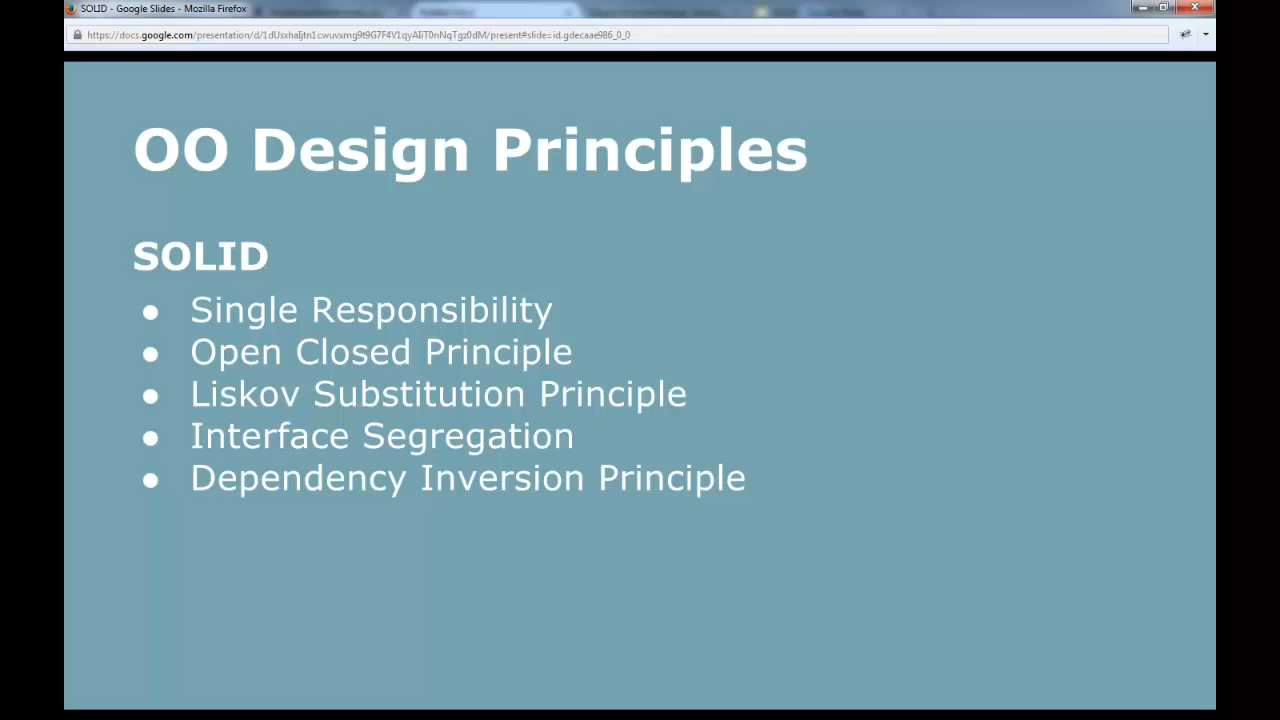 SOLID - Google Slides - Mozilla Firefox
OO Design Principles
SOLID
● Single Responsibility
● Open Closed Principle
● Liskov Substitution Principle
● Interface Segregation
● Dependency Inversion Principle